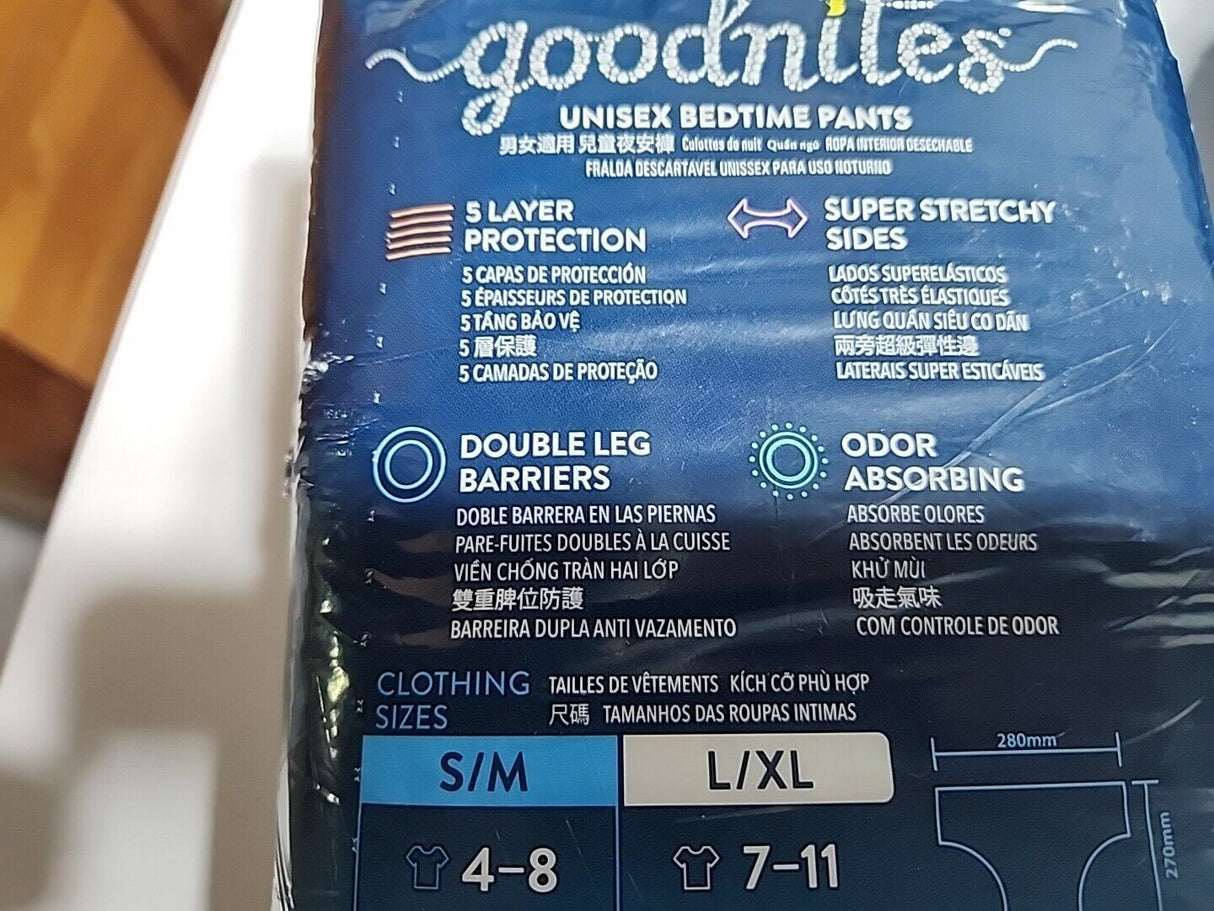 goodnites
UNISEX BEDTIME PANTS
男女適用 兒童夜安褲 Culottes de nuit Quần ngủ ROPA INTERIOR DESECHABLE
FRALDA DESCARTAVEL UNISSEX PARA USO NOTURNO
5 LAYER
PROTECTION
5 CAPAS DE PROTECCIÓN
5 ÉPAISSEURS DE PROTECTION
5 TẦNG BẢO VỆ
5 層保護
5 CAMADAS DE PROTEÇÃO
SUPER STRETCHY
SIDES
LADOS SUPERELÁSTICOS
CÔTÉS TRÈS ÉLASTIQUES
LƯNG QUẦN SIÊU CO DÃN
兩旁超級彈性邊
LATERAIS SUPER ESTICÁVEIS
DOUBLE LEG
BARRIERS
DOBLE BARRERA EN LAS PIERNAS
PARE-FUITES DOUBLES À LA CUISSE
VIỀN CHỐNG TRÀN HAI LỚP
雙重脾位防護
BARREIRA DUPLA ANTI VAZAMENTO
ODOR
ABSORBING
ABSORBE OLORES
ABSORBENT LES ODEURS
KHỬ MÙI
吸走氣味
COM CONTROLE DE ODOR
CLOTHING
SIZES
TAILLES DE VÊTEMENTS KÍCH CỠ PHÙ HỢP
尺碼 TAMANHOS DAS ROUPAS INTIMAS
S/M
L/XL
4–8
7–11
280mm
270mm